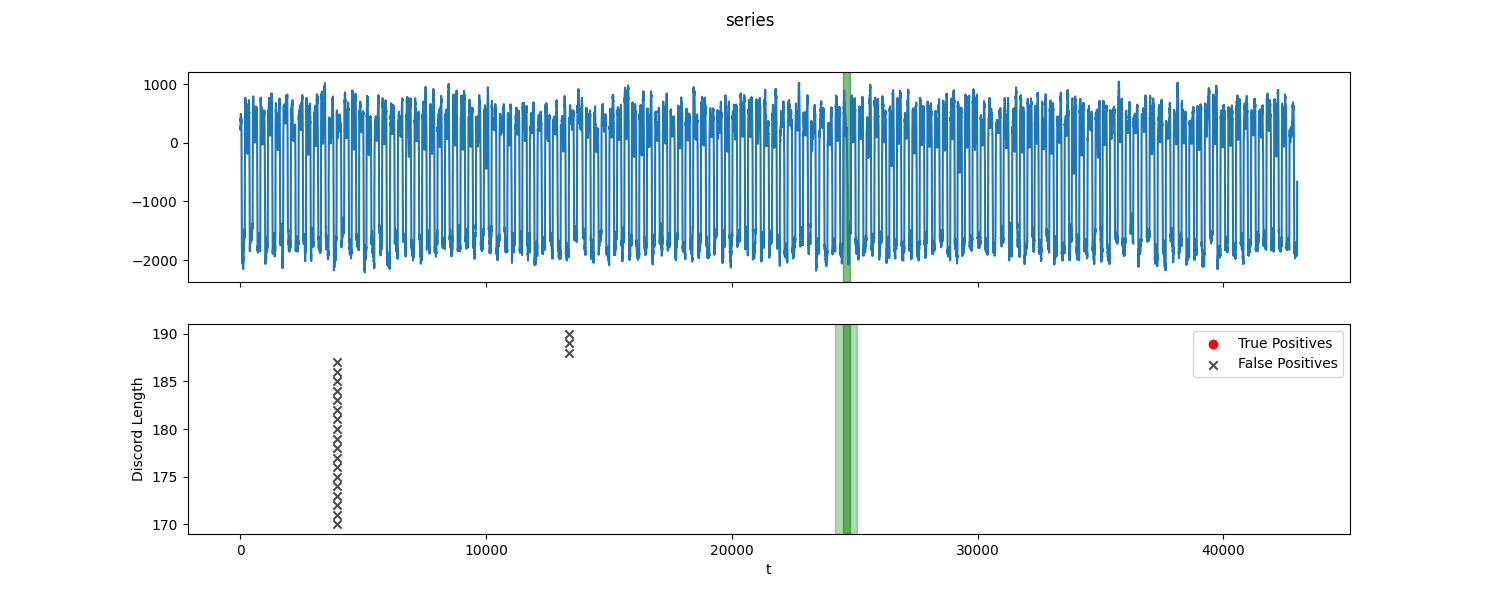 series
1000
0
−1000
−2000
190
185
180
175
170
Discord Length
True Positives
False Positives
0
10000
20000
30000
40000
t